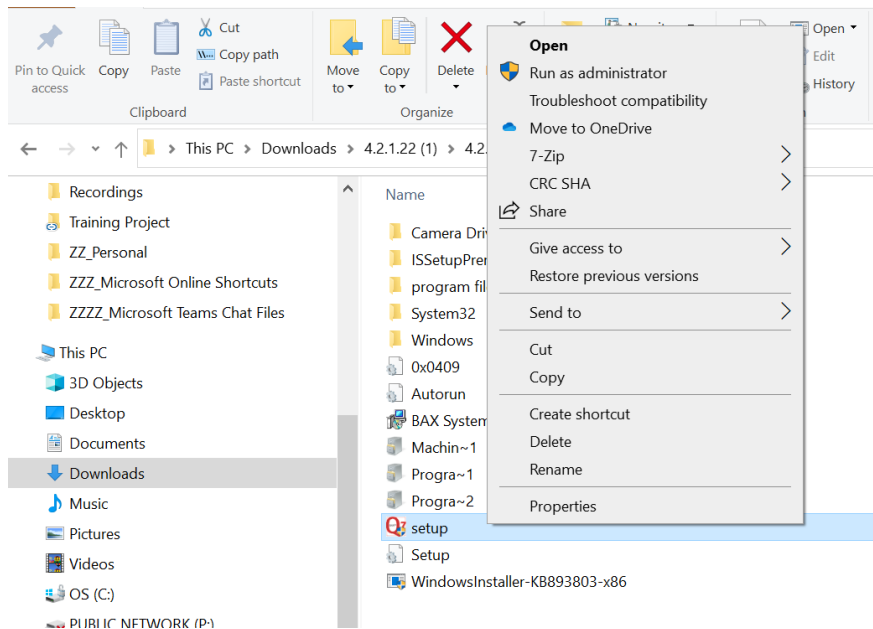 Pin to Quick access
Copy
Paste
Cut
Copy path
Paste shortcut
Clipboard
Move to
Copy to
Delete
Organize
Open
Edit
History
This PC > Downloads > 4.2.1.22 (1) > 4.2.
Recordings
Training Project
ZZ_Personal
ZZZ_Microsoft Online Shortcuts
ZZZZ_Microsoft Teams Chat Files
This PC
3D Objects
Desktop
Documents
Downloads
Music
Pictures
Videos
OS (C:)
PUBLIC NETWORK (P:)
Name
Camera Dri
ISSetupPrer
program fil
System32
Windows
0x0409
Autorun
BAX System
Machin~1
Progra~1
Progra~2
setup
Setup
WindowsInstaller-KB893803-x86
Open
Run as administrator
Troubleshoot compatibility
Move to OneDrive
7-Zip
CRC SHA
Share
Give access to
Restore previous versions
Send to
Cut
Copy
Create shortcut
Delete
Rename
Properties